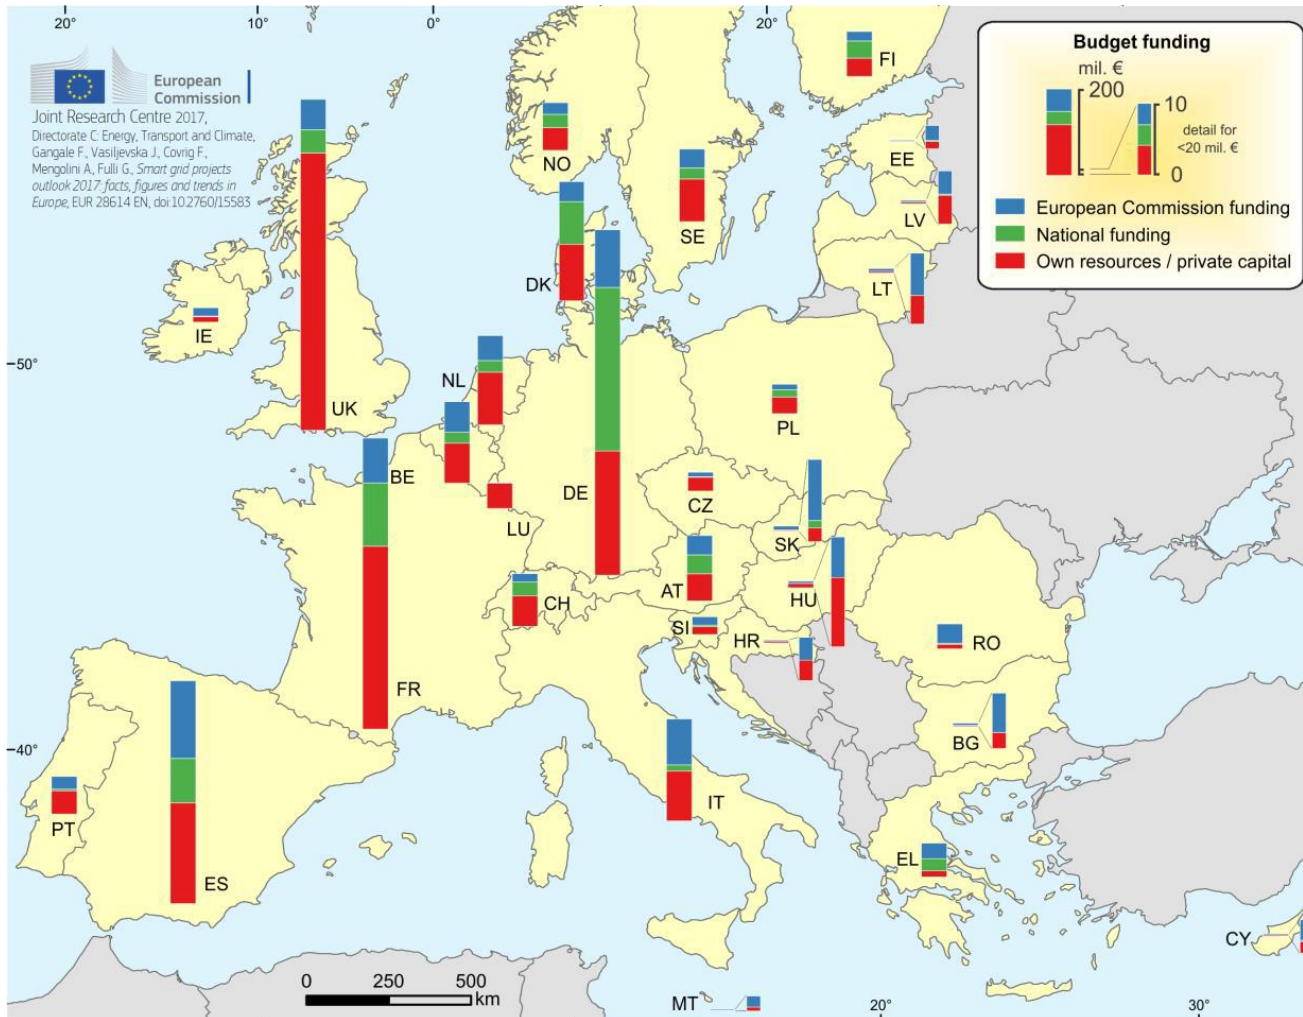 20°
10°
0°
20°
European
Commission
Joint Research Centre 2017,
Directorate C: Energy, Transport and Climate,
Gangale F., Vasiljevska J., Covrig F.,
Mengolini A., Fulli G., Smart grid projects
outlook 2017: facts, figures and trends in
Europe, EUR 28614 EN, doi:10.2760/15583
Budget funding
mil. €
200
10
detail for
<20 mil. €
0
0
European Commission funding
National funding
Own resources / private capital
FI
NO
EE
SE
LV
DK
LT
IE
50°
NL
UK
PL
BE
DE
CZ
LU
SK
AT
CH
HU
SI
HR
RO
FR
BG
40°
IT
PT
EL
ES
CY
0
250
500
km
MT
20°
30°